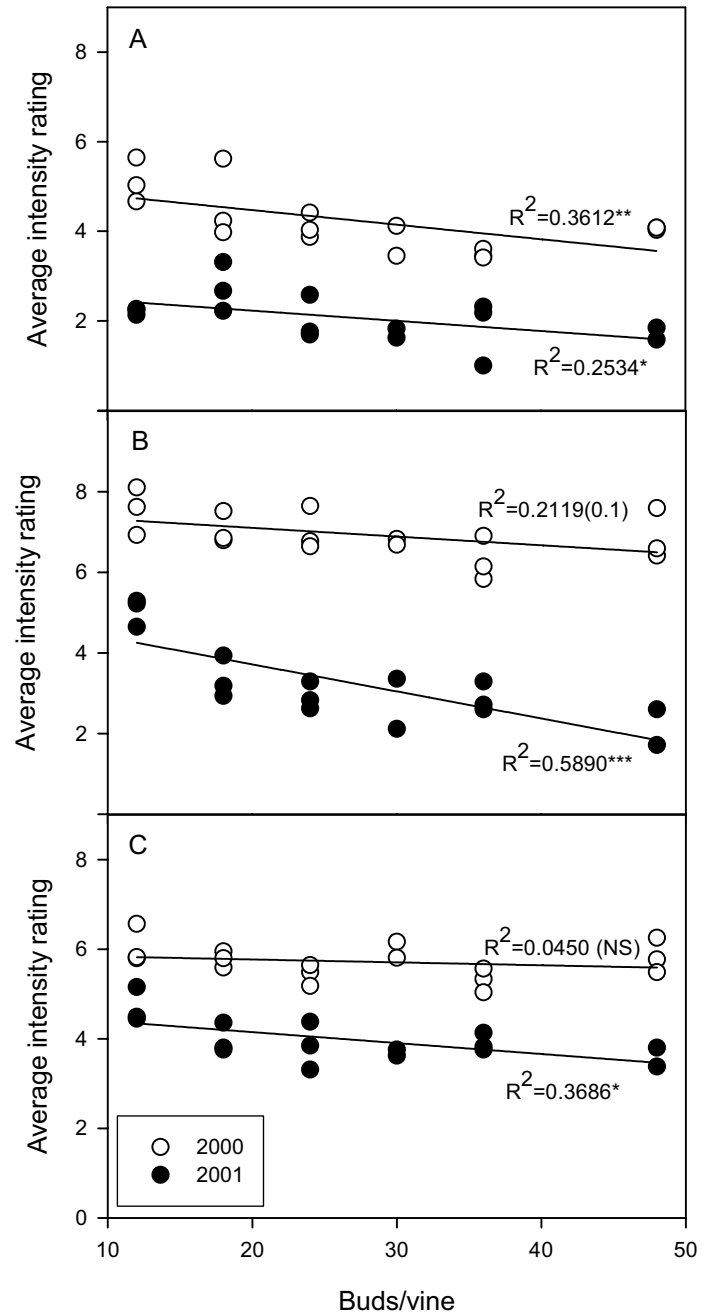 A
8
6
4
2
Average intensity rating
R²=0.3612**
R²=0.2534*
B
8
6
4
2
Average intensity rating
R²=0.2119(0.1)
R²=0.5890***
C
8
6
4
2
0
Average intensity rating
R²=0.0450 (NS)
R²=0.3686*
2000
2001
10 20 30 40 50
Buds/vine